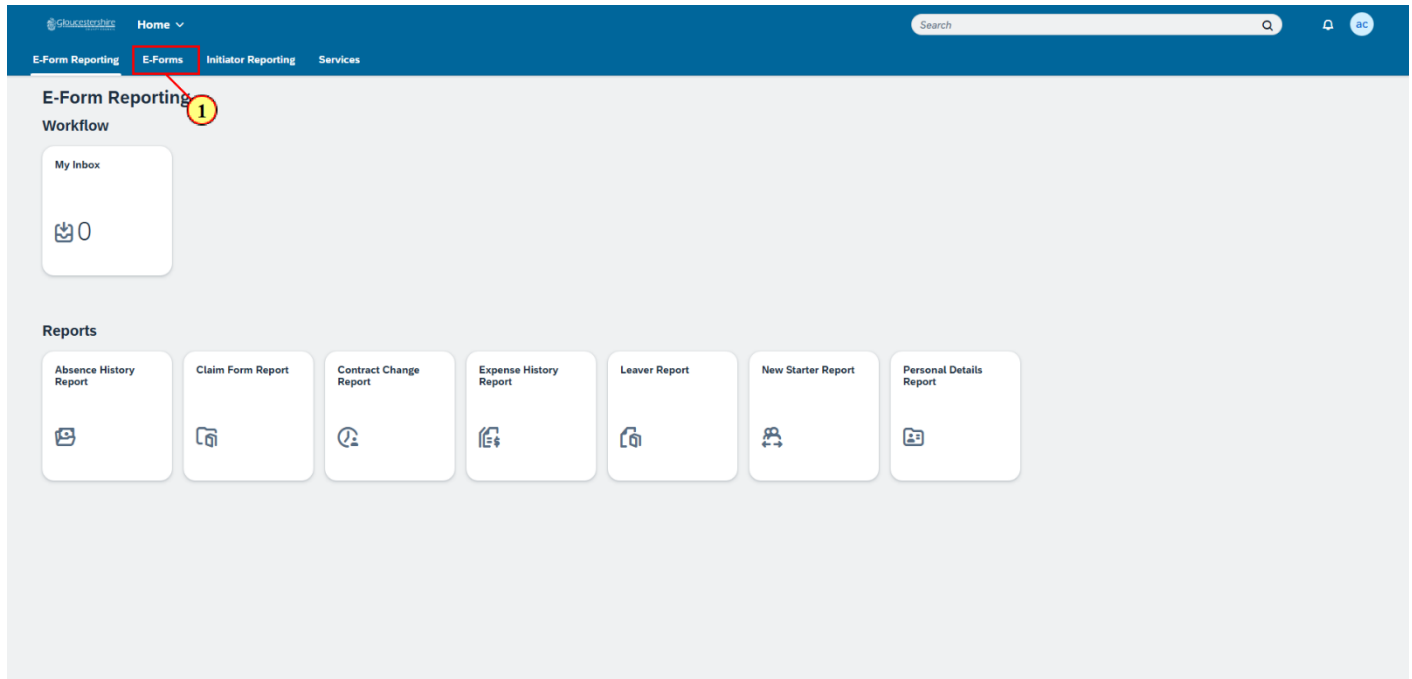 Gloucestershire
Home
Search
ac
E-Form Reporting E-Forms Initiator Reporting Services
E-Form Reporting
1
Workflow
My Inbox
0
Reports
Absence History Report
Claim Form Report
Contract Change Report
Expense History Report
Leaver Report
New Starter Report
Personal Details Report